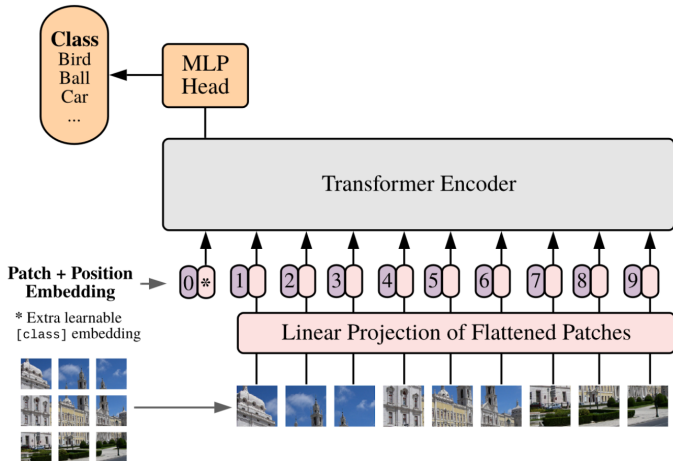 Class
Bird
Ball
Car
...
MLP
Head
Transformer Encoder
Patch + Position
Embedding
0 * 1 2 3 4 5 6 7 8 9
* Extra learnable
[class] embedding
Linear Projection of Flattened Patches